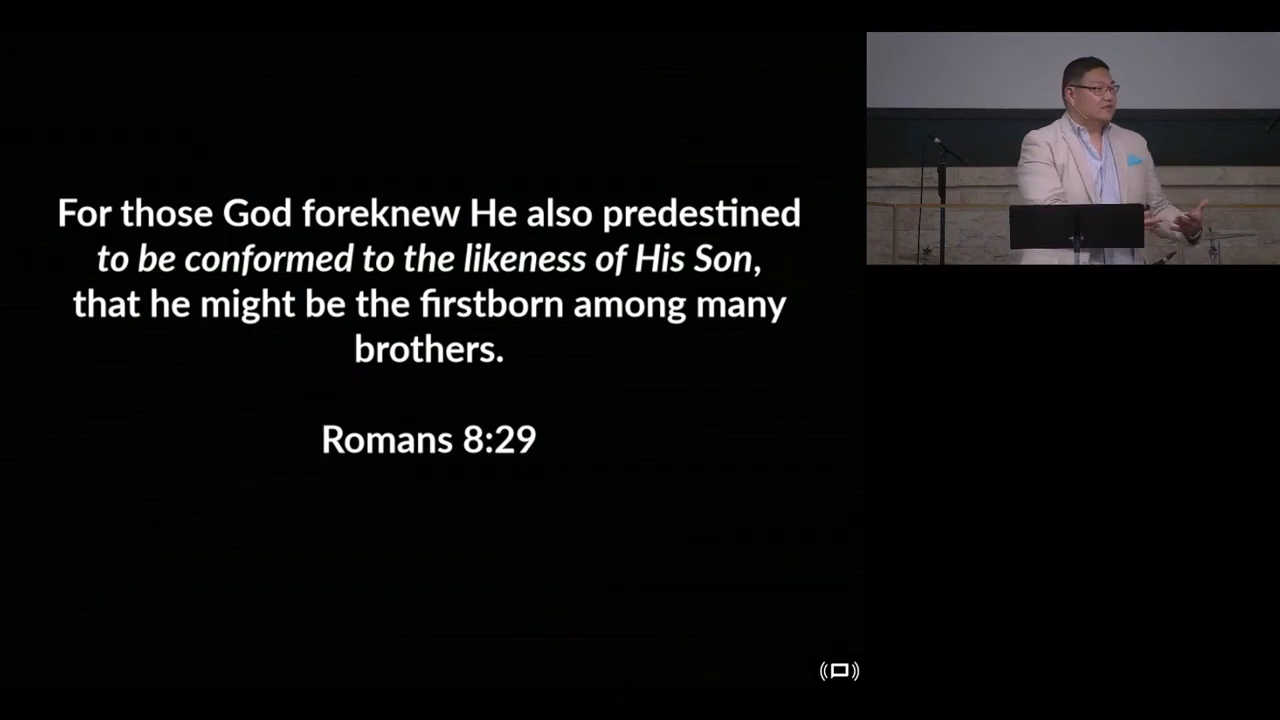 For those God foreknew He also predestined
to be conformed to the likeness of His Son,
that he might be the firstborn among many
brothers.
Romans 8:29